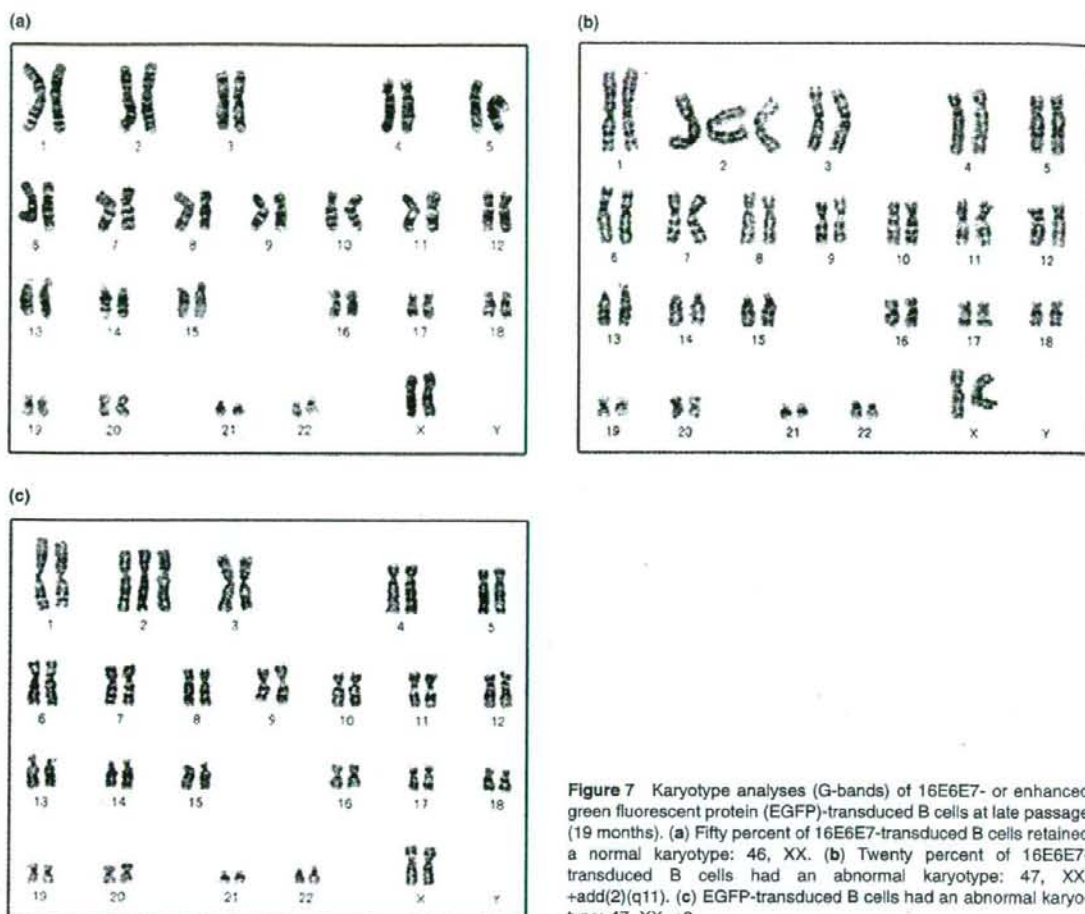 (a)
(b)
1 2 3 4 5
6 7 8 9 10 11 12
13 14 15 16 17 18
19 20 21 22 X Y
1 2 3 4 5
6 7 8 9 10 11 12
13 14 15 16 17 18
19 20 21 22 X Y
(c)
1 2 3 4 5
6 7 8 9 10 11 12
13 14 15 16 17 18
19 20 21 22 X Y
Figure 7 Karyotype analyses (G-bands) of 16E6E7- or enhanced
green fluorescent protein (EGFP)-transduced B cells at late passage
(19 months). (a) Fifty percent of 16E6E7-transduced B cells retained
a normal karyotype: 46, XX. (b) Twenty percent of 16E6E7-
transduced B cells had an abnormal karyotype: 47, XX,
+add(2)(q11). (c) EGFP-transduced B cells had an abnormal karyo-